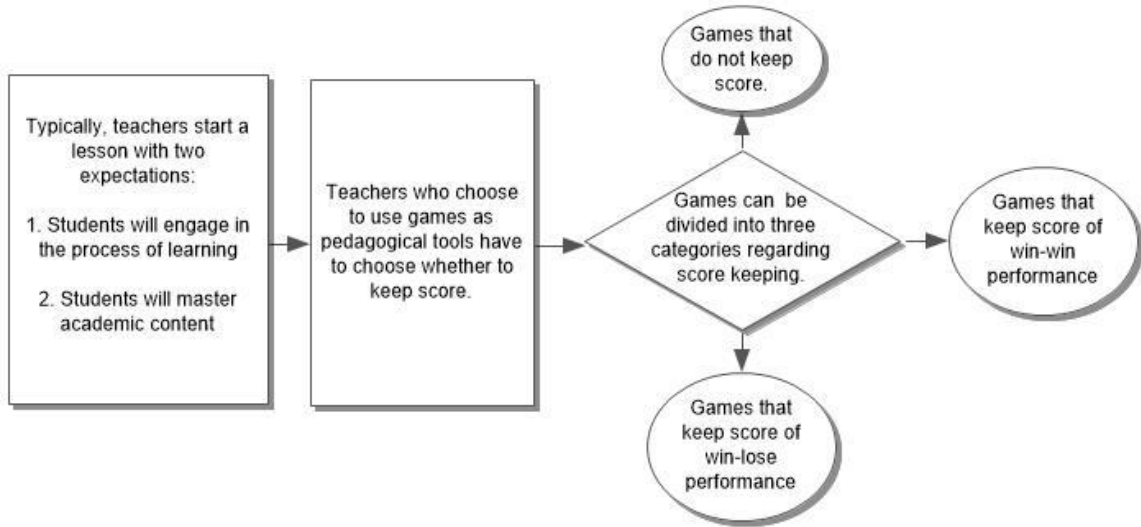 Typically, teachers start a
lesson with two
expectations:
1. Students will engage in
the process of learning
2. Students will master
academic content
Teachers who choose
to use games as
pedagogical tools have
to choose whether to
keep score.
Games can be
divided into three
categories regarding
score keeping.
Games that
do not keep
score.
Games that
keep score of
win-win
performance
Games that
keep score of
win-lose
performance